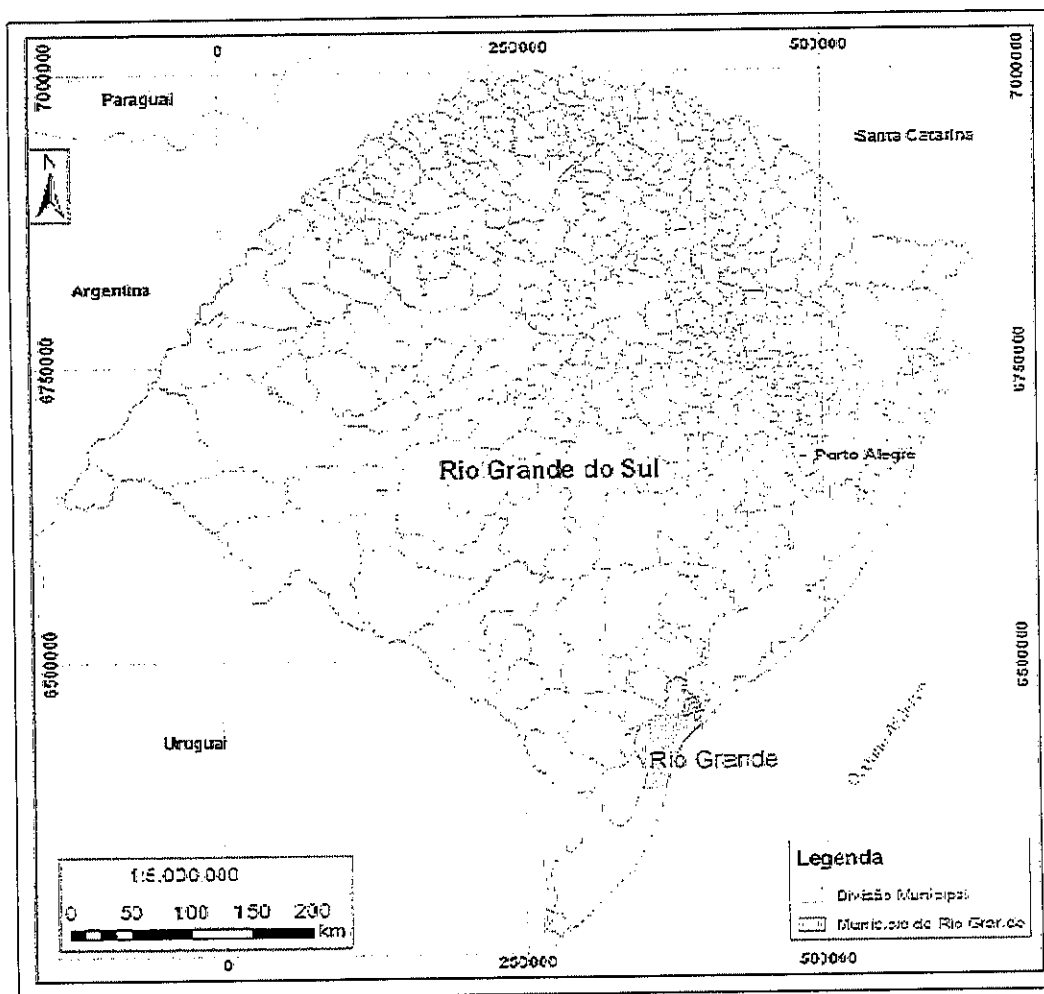 0 250000 500000
7000000 7000000
Paraguai
Santa Catarina
Z
Argentina
6750000 6750000
Porto Alegre
Rio Grande do Sul
6500000 6500000
Uruguai
Rio Grande
Legenda
Divisão Municipal
Município de Rio Grande
1:5.000.000
0 50 100 150 200
km
0 250000 500000